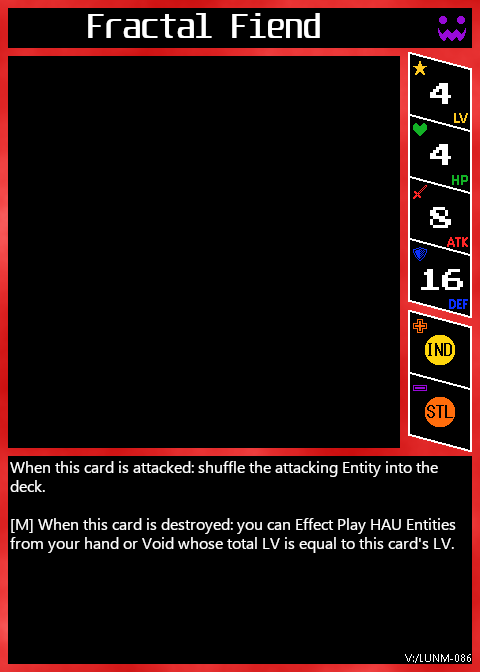 Fractal Fiend
4
LV
4
HP
8
ATK
16
DEF
IND
STL
When this card is attacked: shuffle the attacking Entity into the
deck.
[M] When this card is destroyed: you can Effect Play HAU Entities
from your hand or Void whose total LV is equal to this card's LV.
V:/LUNM-086